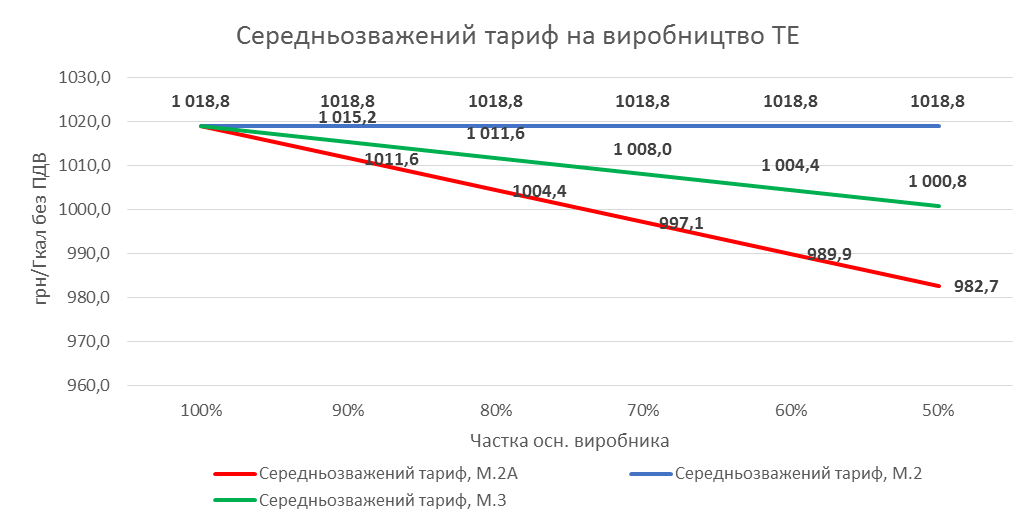 Середньозважений тариф на виробництво ТЕ
грн/Гкал без ПДВ
1030,0
1020,0
1010,0
1000,0
990,0
980,0
970,0
960,0
1 018,8 1018,8 1018,8 1018,8 1018,8 1018,8
1 015,2 1 011,6 1 008,0 1 004,4 1 000,8
1011,6 1004,4 997,1 989,9 982,7
100% 90% 80% 70% 60% 50%
Частка осн. виробника
Середньозважений тариф, М.2А Середньозважений тариф, М.2
Середньозважений тариф, М.3